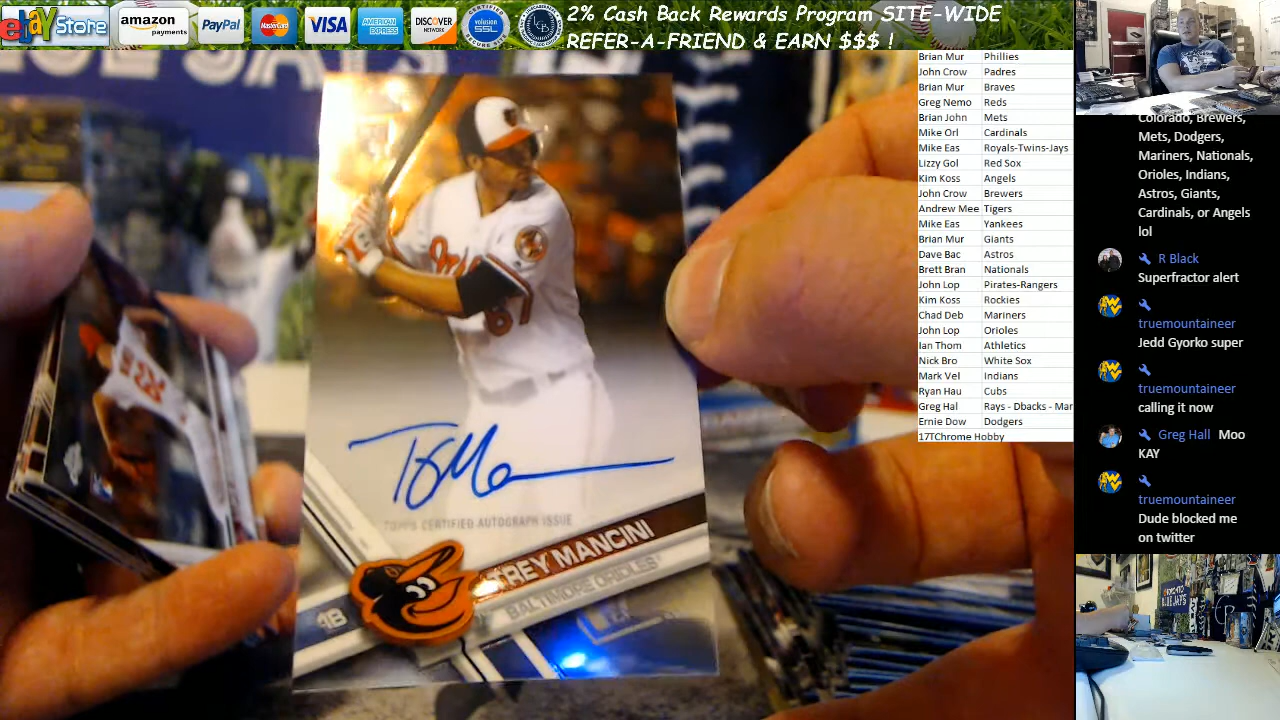 ebay Store
amazon
payments
PayPal
MasterCard
VISA
AMERICAN
EXPRESS
DISCOVER
NETWORK
SSL
2% Cash Back Rewards Program SITE-WIDE
REFER-A-FRIEND & EARN $$$ !
Brian Mur Phillies
John Crow Padres
Brian Mur Braves
Greg Nemo Reds
Brian John Mets
Mike Orl Cardinals
Mike Eas Royals-Twins-Jays
Lizzy Gol Red Sox
Kim Koss Angels
John Crow Brewers
Andrew Mee Tigers
Mike Eas Yankees
Brian Mur Giants
Dave Bac Astros
Brett Bran Nationals
John Lop Pirates-Rangers
Kim Koss Rockies
Chad Deb Mariners
John Lop Orioles
Ian Thom Athletics
Nick Bro White Sox
Mark Vel Indians
Ryan Hau Cubs
Greg Hal Rays - Dbacks - Mar
Ernie Dow Dodgers
17TChrome Hobby
Colorado, Brewers,
Mets, Dodgers,
Mariners, Nationals,
Orioles, Indians,
Astros, Giants,
Cardinals, or Angels
lol
R Black
Superfractor alert
truemountaineer
Jedd Gyorko super
truemountaineer
calling it now
Greg Hall Moo
KAY
truemountaineer
Dude blocked me
on twitter
67
TOPPS CERTIFIED AUTOGRAPH ISSUE
TREY MANCINI
BALTIMORE ORIOLES
1B